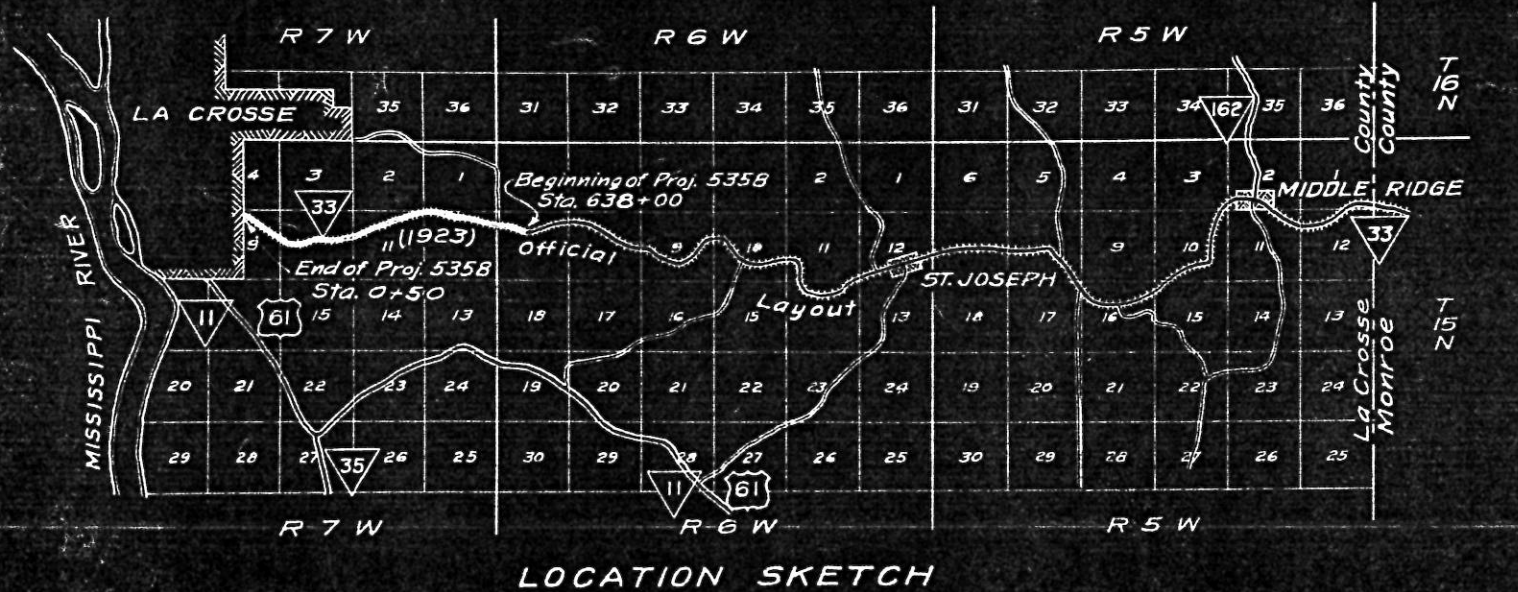 R 7 W R 6 W R 5 W
T 16 N
LA CROSSE
35 36 31 32 33 34 35 36 31 32 33 34 162 35 36
County
County
4 3 2 1 2 1 6 5 4 3 2 1
33
Beginning of Proj. 5358
Sta. 638+00
MIDDLE RIDGE
9 11 (1923) Official 9 10 11 12 9 10 11 12
33
End of Proj. 5358
Sta. 0+50
ST. JOSEPH
Layout
MISSISSIPPI RIVER
11 61 15 14 13 18 17 16 15 13 18 17 16 15 14 13
T 15 N
La Crosse
Monroe
20 21 22 23 24 19 20 21 22 23 24 19 20 21 22 23 24
29 28 27 26 25 30 29 28 27 26 25 30 29 28 27 26 25
35
11 61
R 7 W R 6 W R 5 W
LOCATION SKETCH